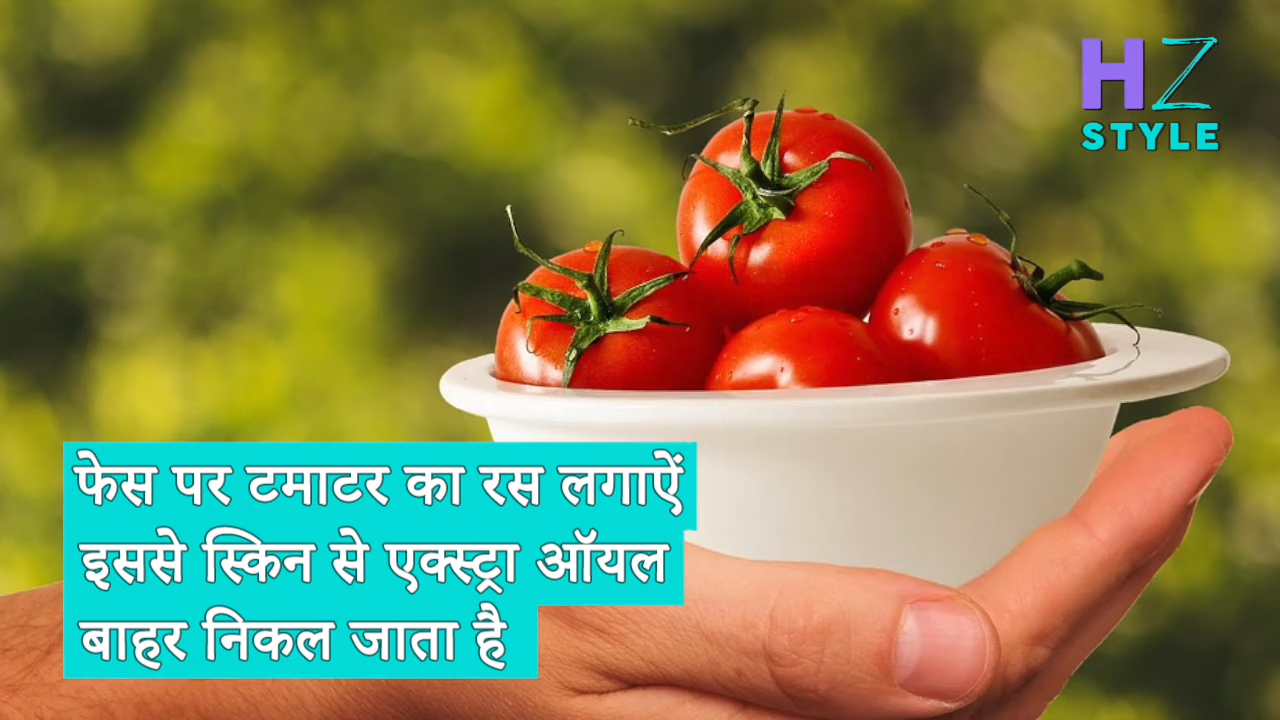 HZ
STYLE
फेस पर टमाटर का रस लगाऐं
इससे स्किन से एक्स्ट्रा ऑयल
बाहर निकल जाता है